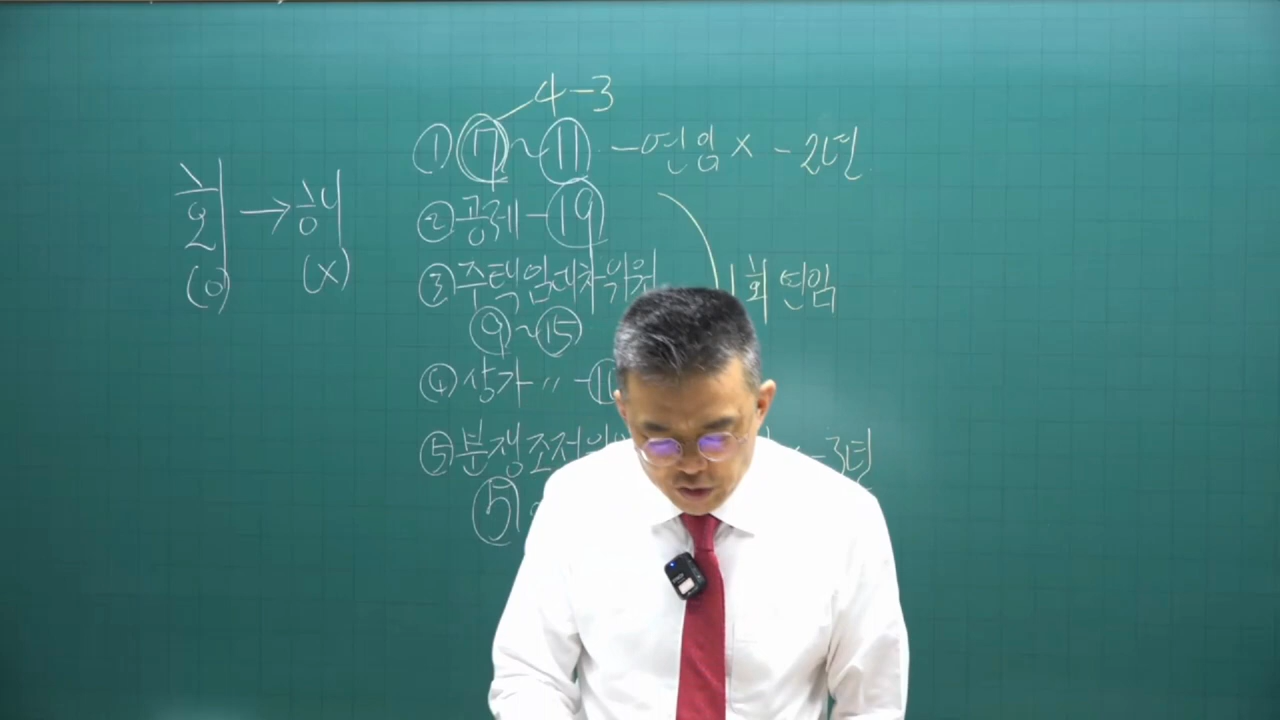 4-3
① ⑦~⑪ -연임 x -2년
회 → 해
(o) (x)
② 공제 -⑲
③ 주택임대차위원
1회 연임
⑨~⑮
④ 상가 〃 -
⑤ 분쟁조정위 -3년
⑤